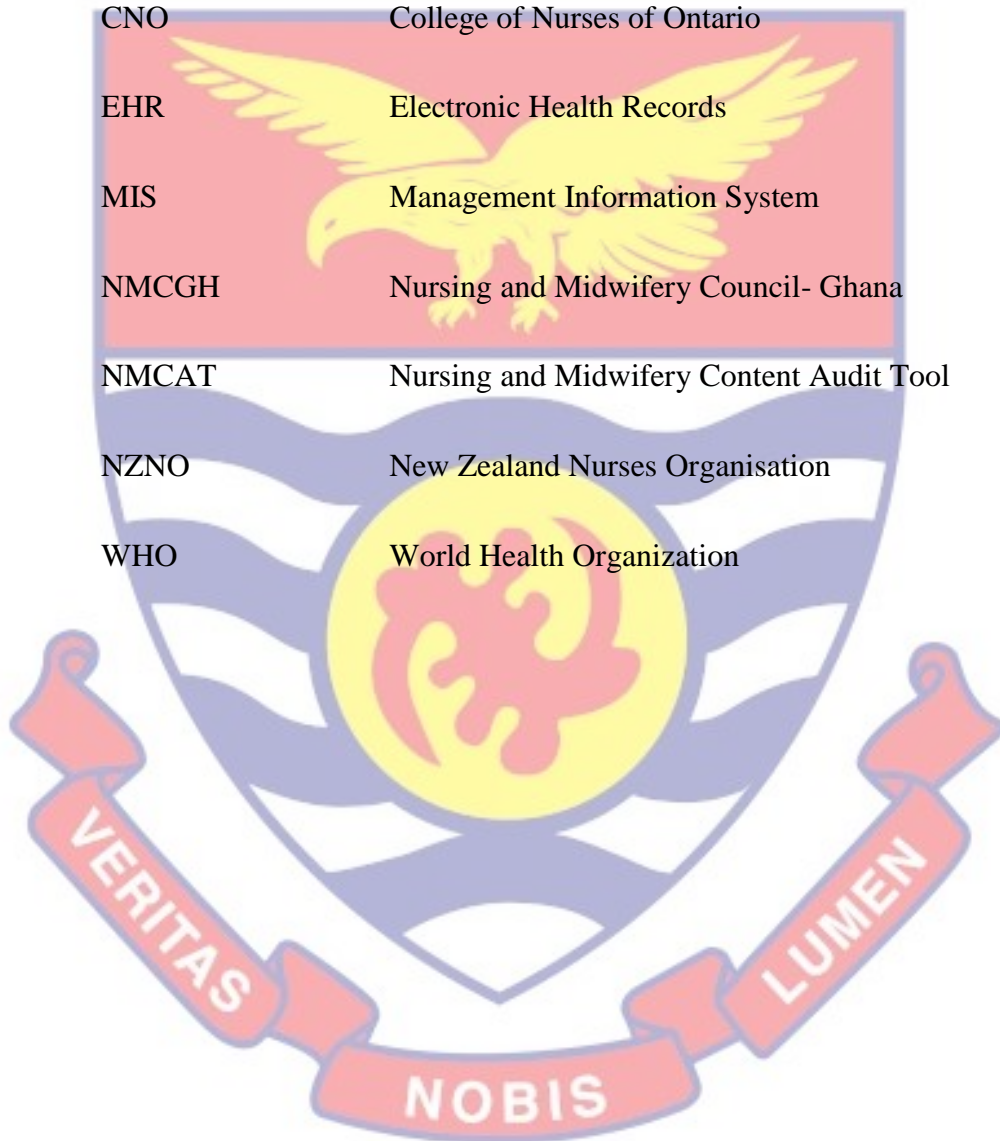 CNO College of Nurses of Ontario
EHR Electronic Health Records
MIS Management Information System
NMCGH Nursing and Midwifery Council- Ghana
NMCAT Nursing and Midwifery Content Audit Tool
NZNO New Zealand Nurses Organisation
WHO World Health Organization
VERITAS NOBIS LUMEN